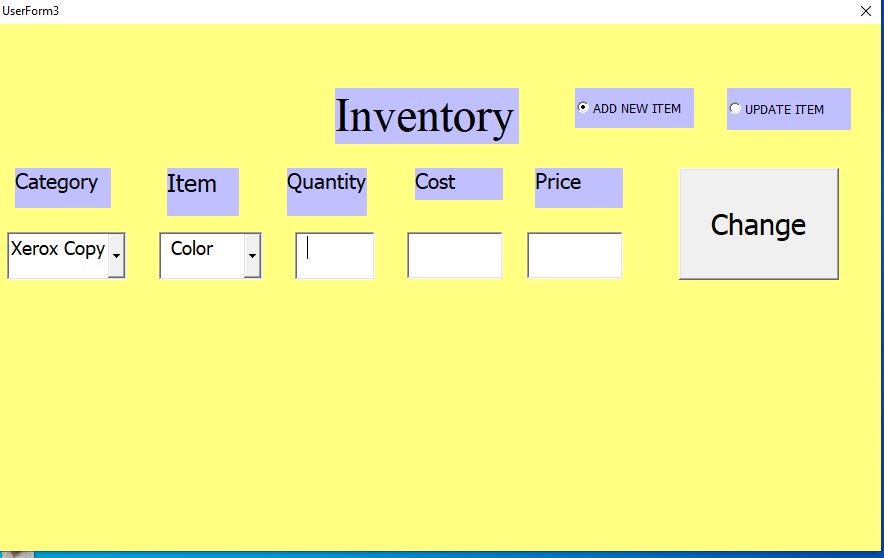 UserForm3
Inventory
ADD NEW ITEM
UPDATE ITEM
Category
Item
Quantity
Cost
Price
Xerox Copy
Color
Change